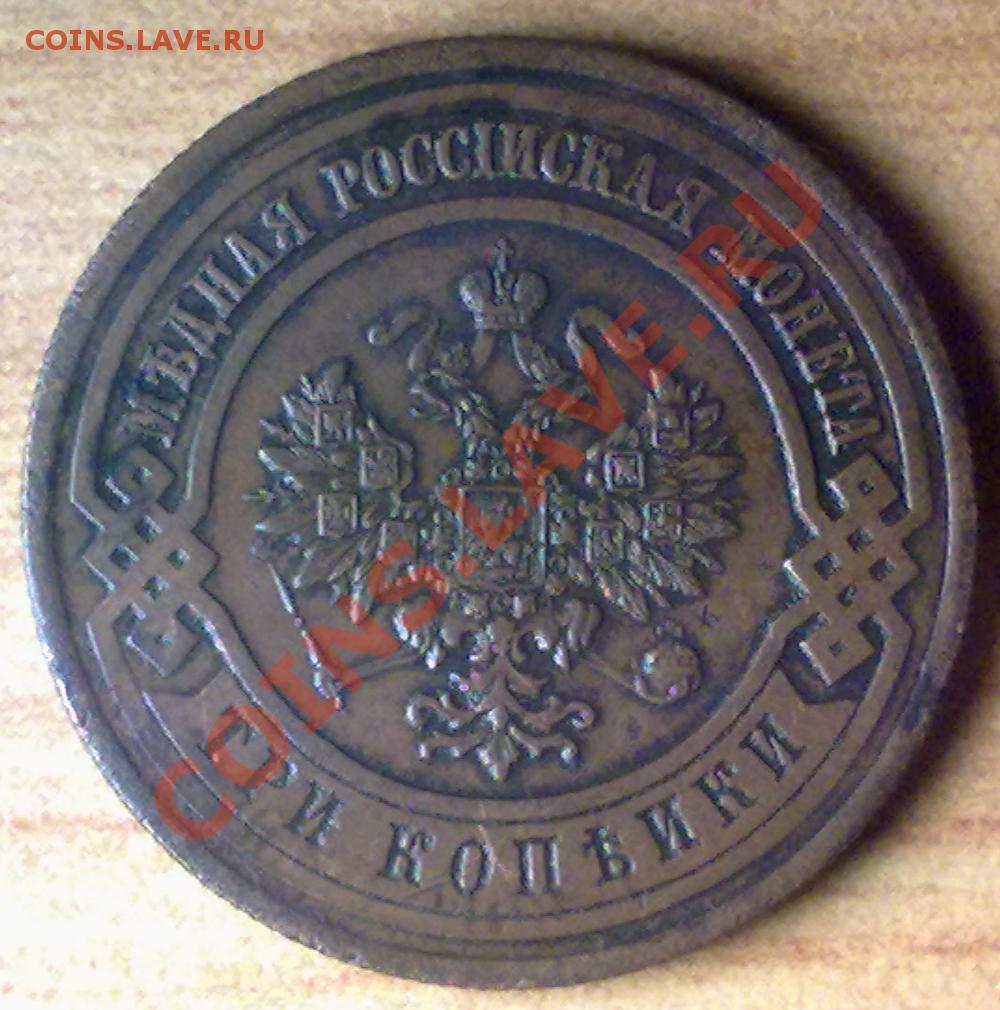 COINS.LAVE.RU
МѢДНАЯ РОССІЙСКАЯ МОНЕТА
COINS.LAVE.RU
ТРИ КОПѢЙКИ